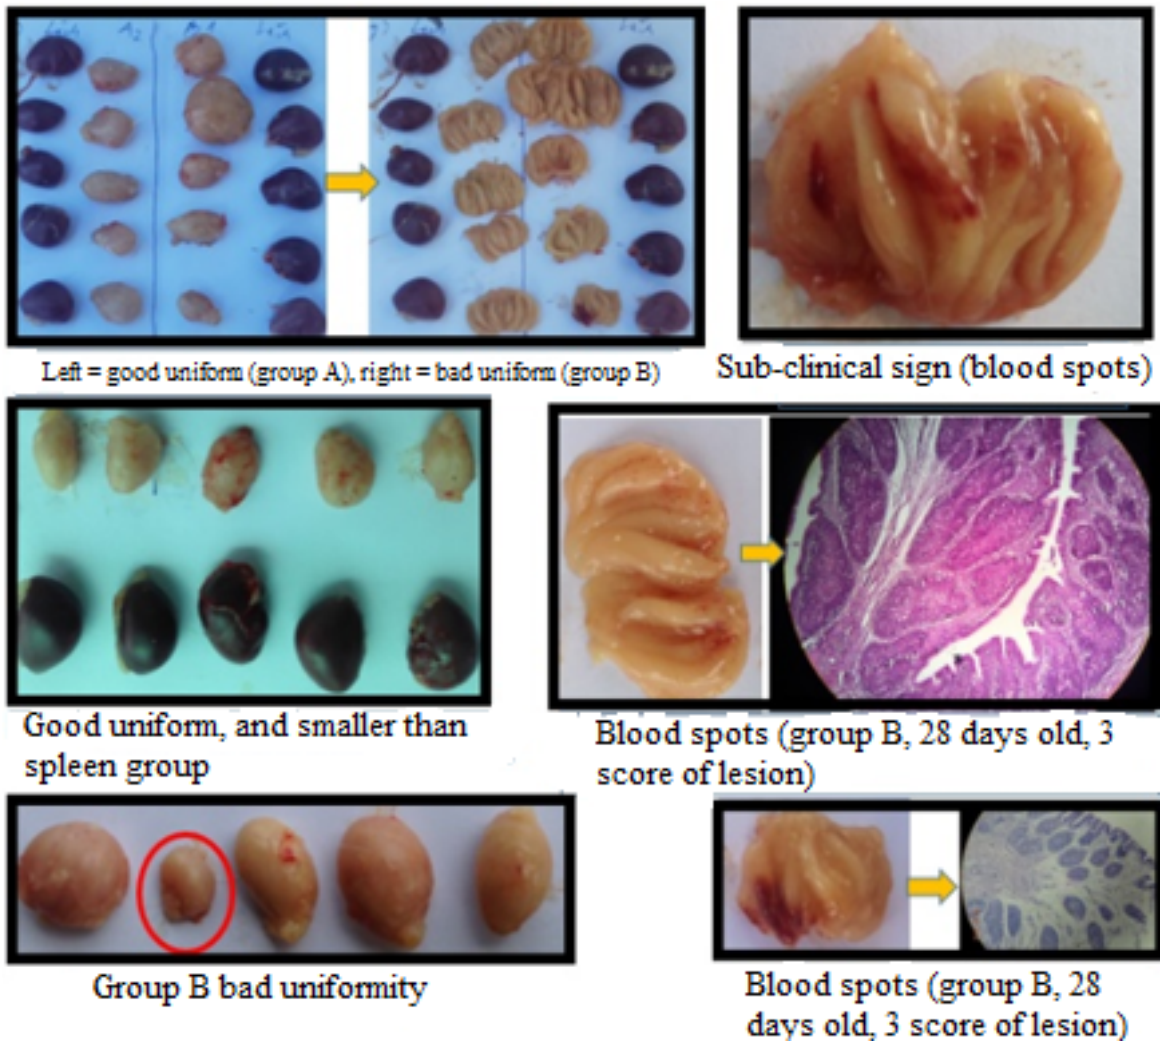 Left = good uniform (group A), right = bad uniform (group B)
Sub-clinical sign (blood spots)
Good uniform, and smaller than
spleen group
Blood spots (group B, 28 days old, 3
score of lesion)
Group B bad uniformity
Blood spots (group B, 28
days old, 3 score of lesion)